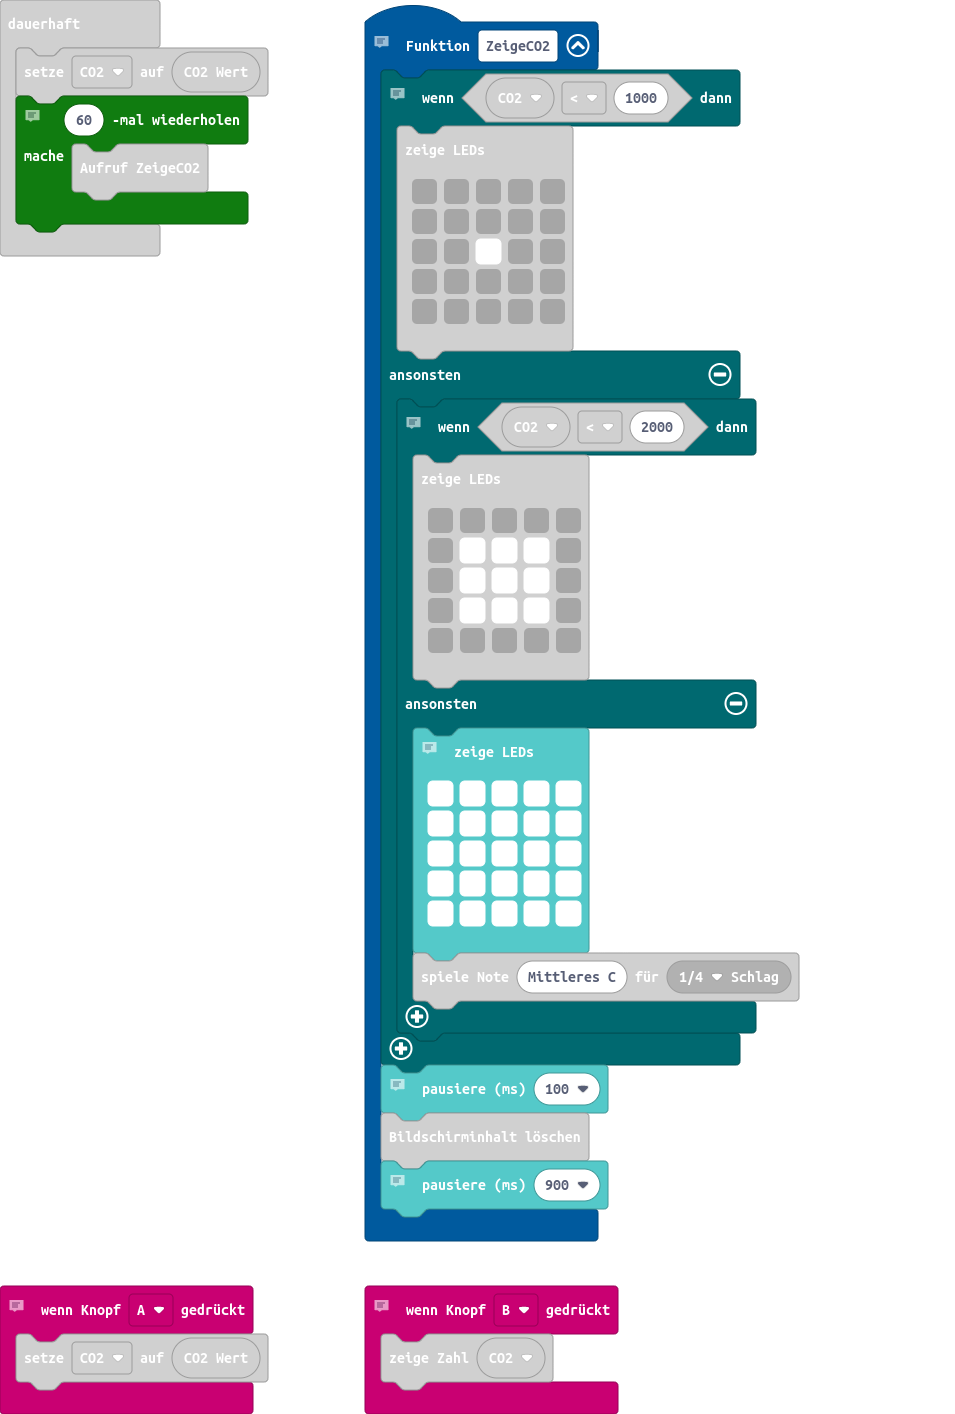 dauerhaft
setze CO2 auf CO2 Wert
60 -mal wiederholen
mache Aufruf ZeigeCO2
Funktion ZeigeCO2
wenn CO2 < 1000 dann
zeige LEDs
ansonsten
wenn CO2 < 2000 dann
zeige LEDs
ansonsten
zeige LEDs
spiele Note Mittleres C für 1/4 Schlag
pausiere (ms) 100
Bildschirminhalt löschen
pausiere (ms) 900
wenn Knopf A gedrückt
setze CO2 auf CO2 Wert
wenn Knopf B gedrückt
zeige Zahl CO2